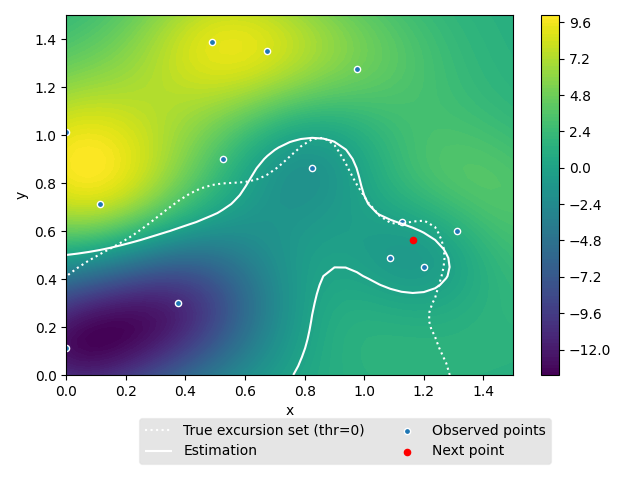 1.4
1.2
1.0
0.8
0.6
0.4
0.2
0.0
y
0.0 0.2 0.4 0.6 0.8 1.0 1.2 1.4
x
9.6
7.2
4.8
2.4
0.0
−2.4
−4.8
−7.2
−9.6
−12.0
True excursion set (thr=0)
Estimation
Observed points
Next point